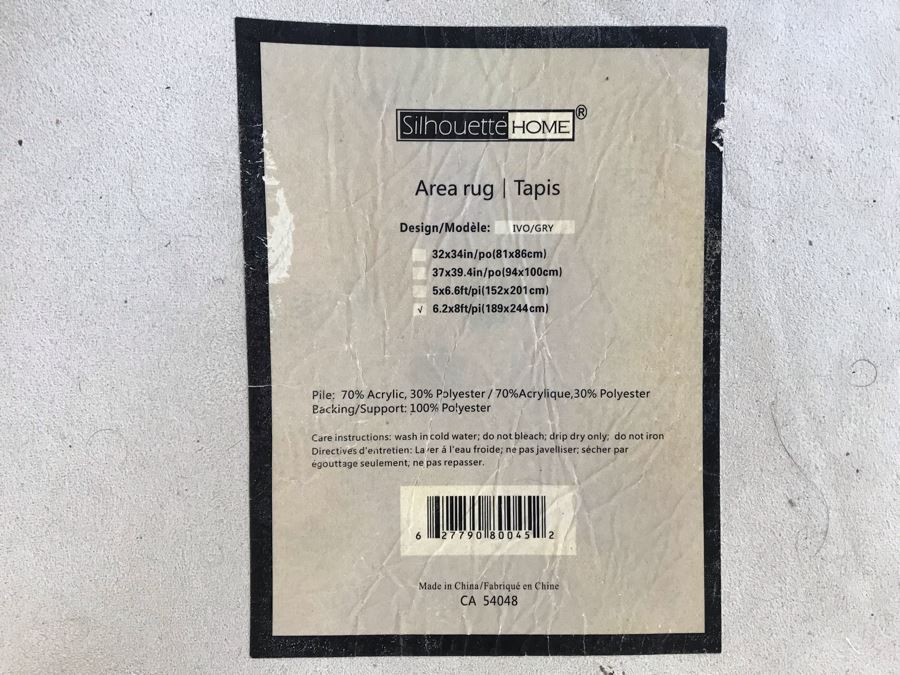 Silhouette HOME®
Area rug | Tapis
Design/Modèle: IVO/GRY
32x34in/po(81x86cm)
37x39.4in/po(94x100cm)
5x6.6ft/pi(152x201cm)
√ 6.2x8ft/pi(189x244cm)
Pile: 70% Acrylic, 30% Polyester / 70%Acrylique,30% Polyester
Backing/Support: 100% Polyester
Care instructions: wash in cold water; do not bleach; drip dry only; do not iron
Directives d'entretien: Laver à l'eau froide; ne pas javelliser; sécher par
égouttage seulement; ne pas repasser.
6 27790 80045 2
Made in China/Fabriqué en Chine
CA 54048